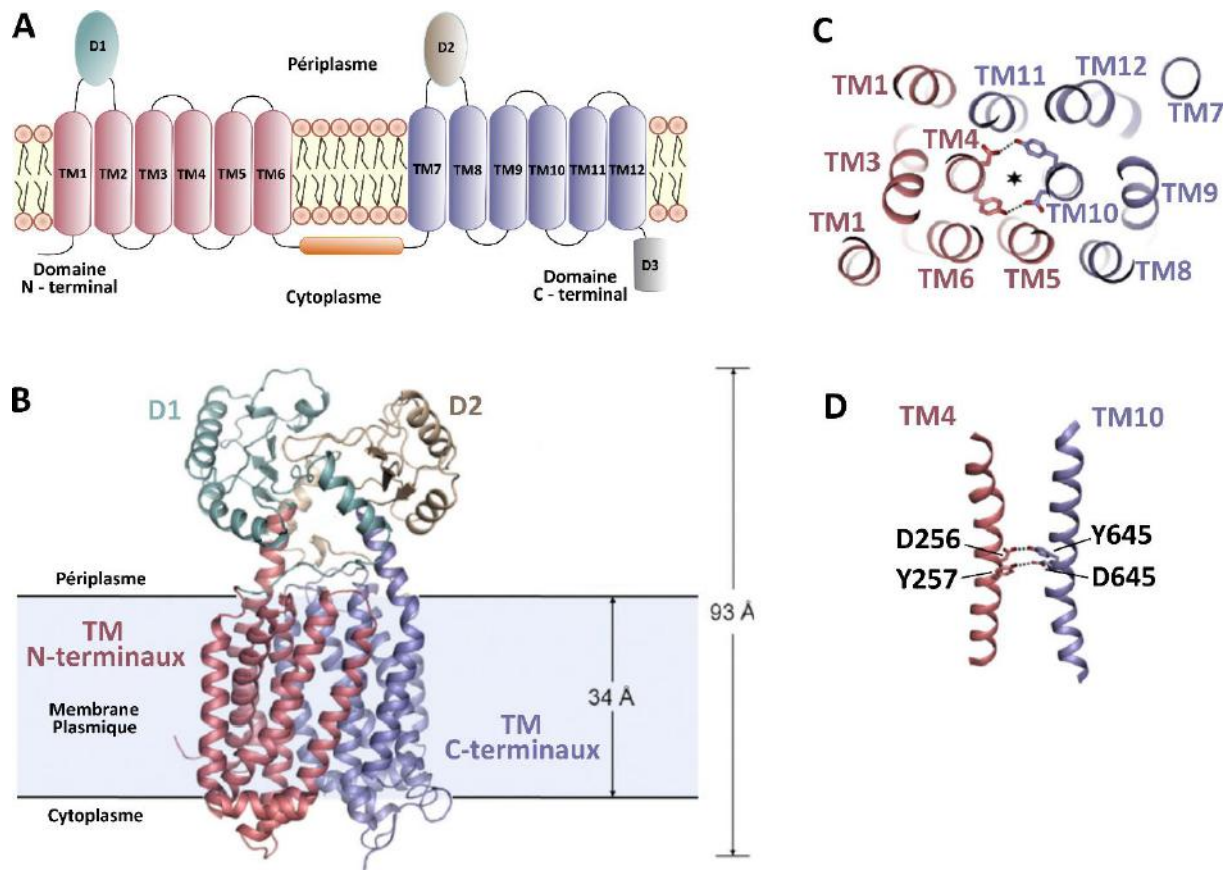 A
D1
D2
Périplasme
TM1
TM2
TM3
TM4
TM5
TM6
TM7
TM8
TM9
TM10
TM11
TM12
Domaine
N - terminal
Cytoplasme
Domaine
C - terminal
D3
C
TM1
TM11
TM12
TM7
TM4
TM3
TM9
TM10
TM1
TM6
TM5
TM8
B
D1
D2
Périplasme
TM
N-terminaux
Membrane
Plasmique
TM
C-terminaux
Cytoplasme
34 Å
93 Å
D
TM4
TM10
D256
Y645
Y257
D645